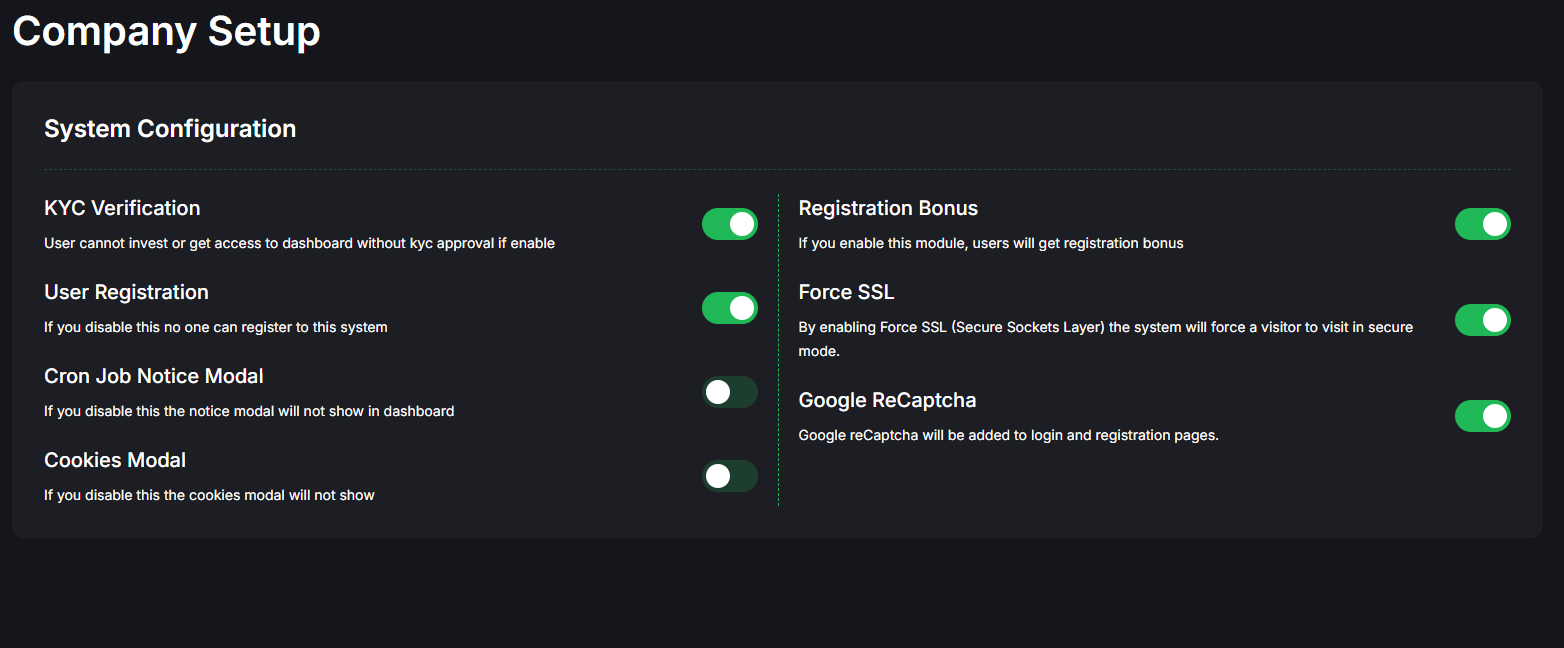 Company Setup
System Configuration
KYC Verification
User cannot invest or get access to dashboard without kyc approval if enable
User Registration
If you disable this no one can register to this system
Cron Job Notice Modal
If you disable this the notice modal will not show in dashboard
Cookies Modal
If you disable this the cookies modal will not show
Registration Bonus
If you enable this module, users will get registration bonus
Force SSL
By enabling Force SSL (Secure Sockets Layer) the system will force a visitor to visit in secure
mode.
Google ReCaptcha
Google reCaptcha will be added to login and registration pages.